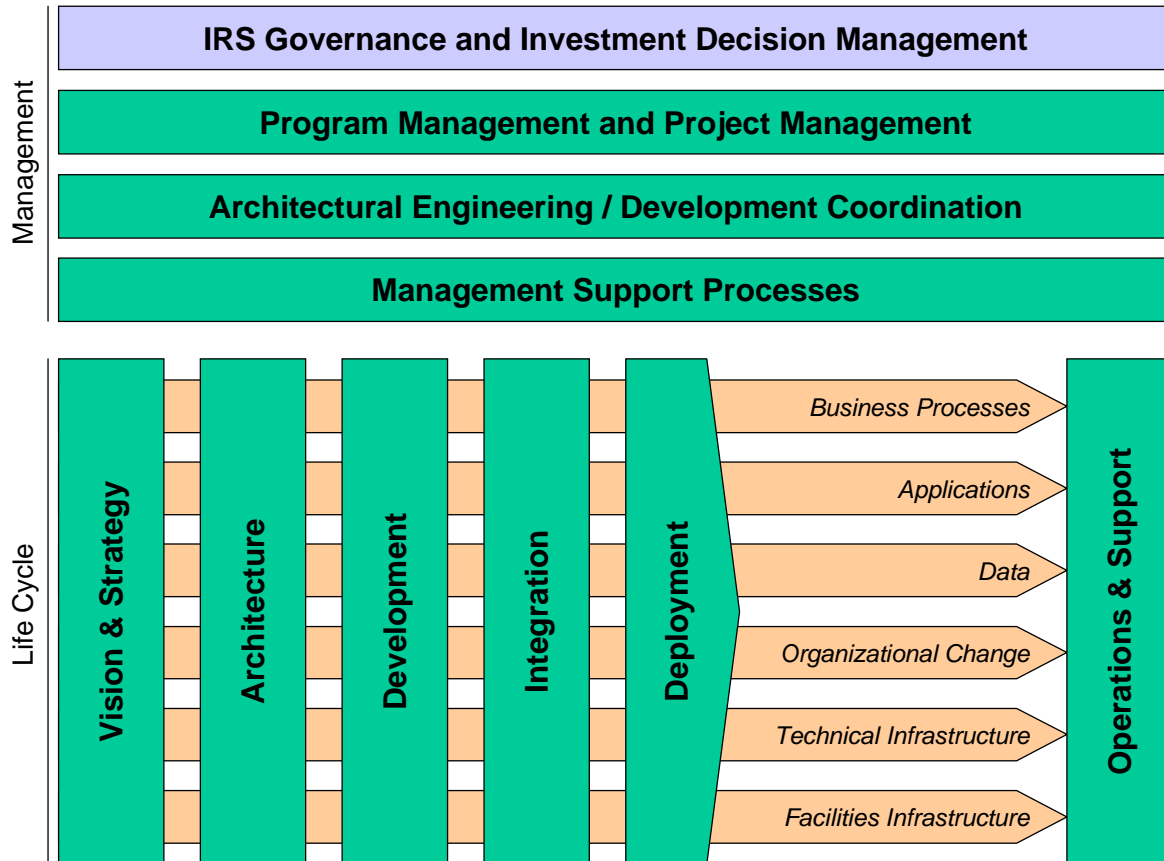 Management
IRS Governance and Investment Decision Management
Program Management and Project Management
Architectural Engineering / Development Coordination
Management Support Processes
Life Cycle
Vision & Strategy
Architecture
Development
Integration
Deployment
Business Processes
Applications
Data
Organizational Change
Technical Infrastructure
Facilities Infrastructure
Operations & Support